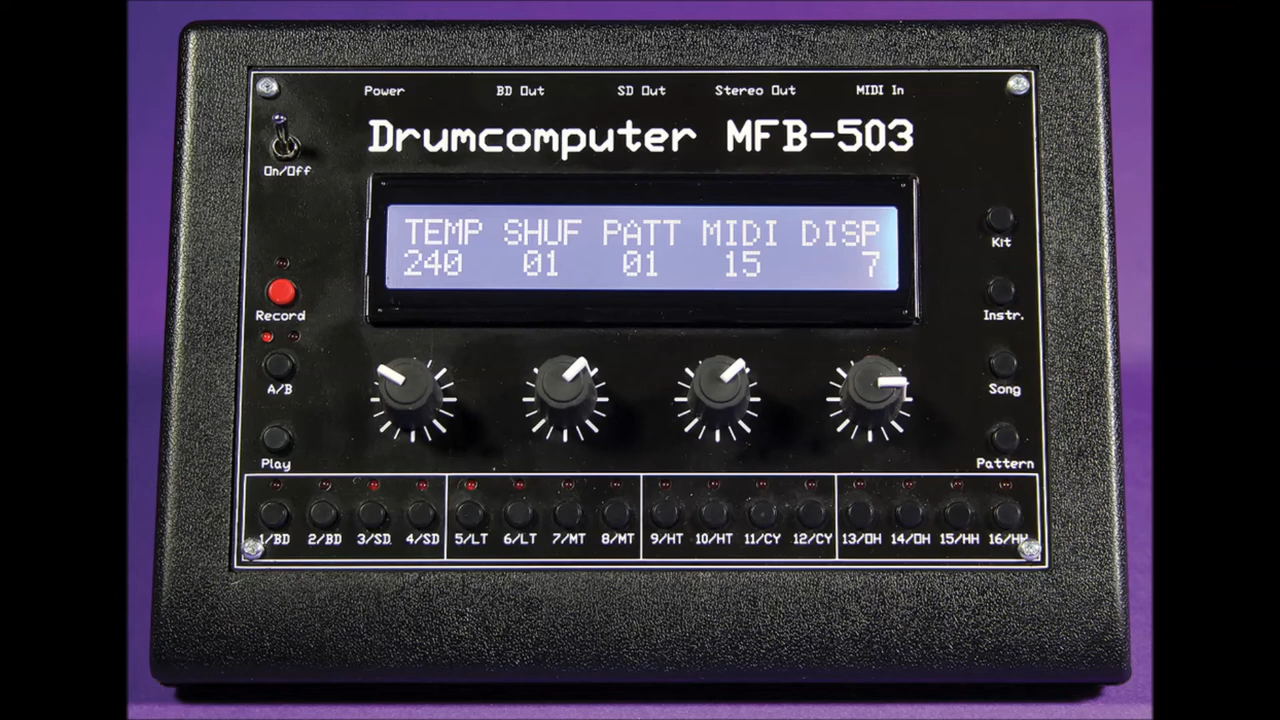 Power BD Out SD Out Stereo Out MIDI In
Drumcomputer MFB-503
On/Off
TEMP SHUF PATT MIDI DISP
240 01 01 15 7
Kit
Record
Instr.
A/B
Song
Play
Pattern
1/BD 2/BD 3/SD 4/SD 5/LT 6/LT 7/MT 8/MT 9/HT 10/HT 11/CY 12/CY 13/OH 14/OH 15/HH 16/HH